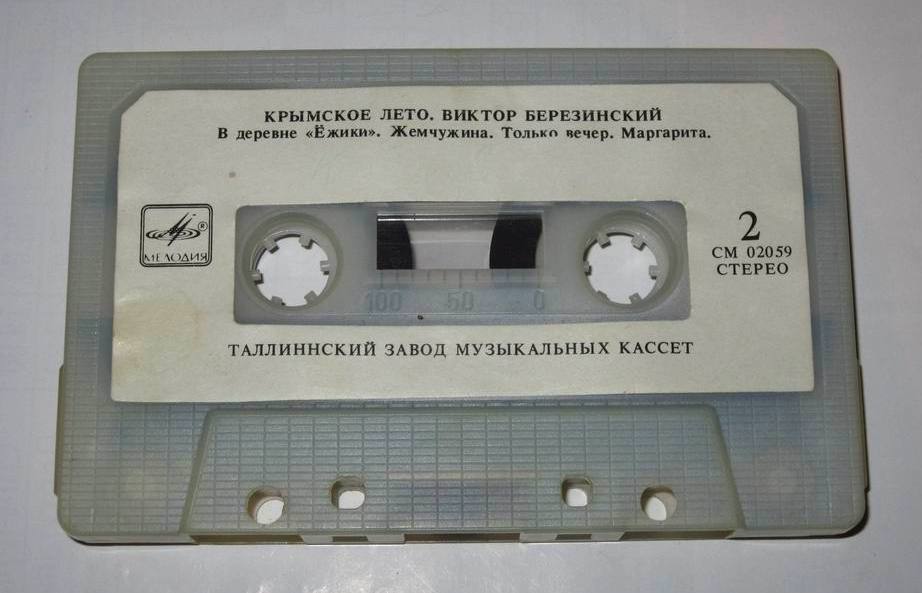 КРЫМСКОЕ ЛЕТО. ВИКТОР БЕРЕЗИНСКИЙ
В деревне «Ёжики». Жемчужина. Только вечер. Маргарита.
МЕЛОДИЯ ®
2
СМ 02059
СТЕРЕО
100 50 0
ТАЛЛИННСКИЙ ЗАВОД МУЗЫКАЛЬНЫХ КАССЕТ